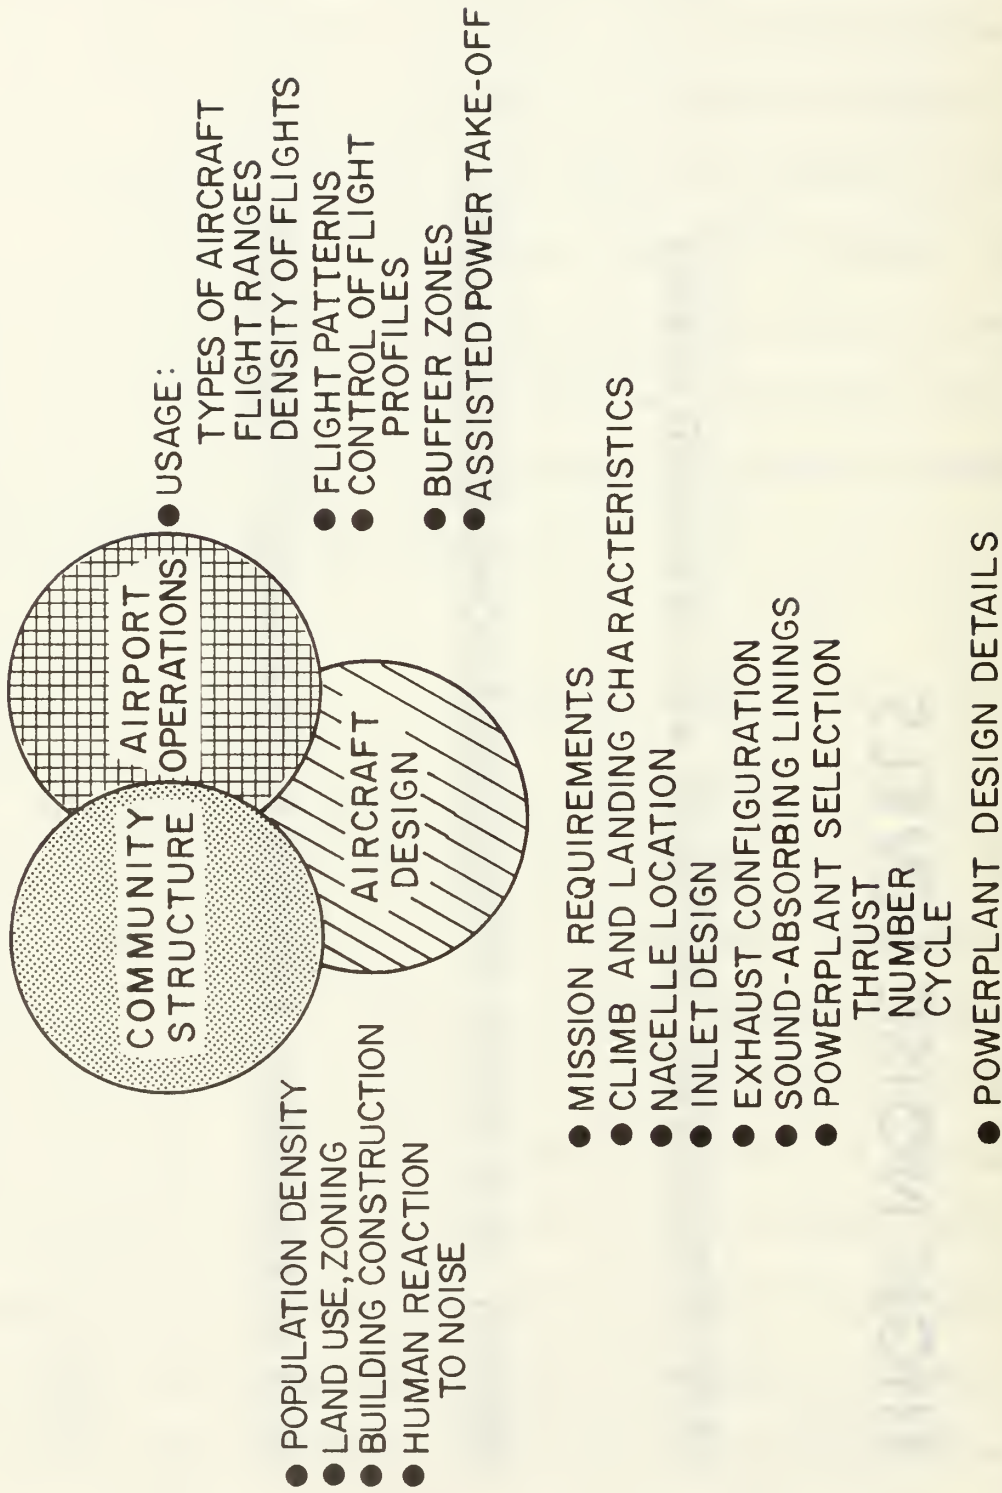 COMMUNITY
STRUCTURE
AIRPORT
OPERATIONS
AIRCRAFT
DESIGN
● POPULATION DENSITY
● LAND USE, ZONING
● BUILDING CONSTRUCTION
● HUMAN REACTION
TO NOISE
● USAGE:
TYPES OF AIRCRAFT
FLIGHT RANGES
DENSITY OF FLIGHTS
● FLIGHT PATTERNS
● CONTROL OF FLIGHT
PROFILES
● BUFFER ZONES
● ASSISTED POWER TAKE-OFF
● MISSION REQUIREMENTS
● CLIMB AND LANDING CHARACTERISTICS
● NACELLE LOCATION
● INLET DESIGN
● EXHAUST CONFIGURATION
● SOUND-ABSORBING LININGS
● POWERPLANT SELECTION
THRUST
NUMBER
CYCLE
● POWERPLANT DESIGN DETAILS